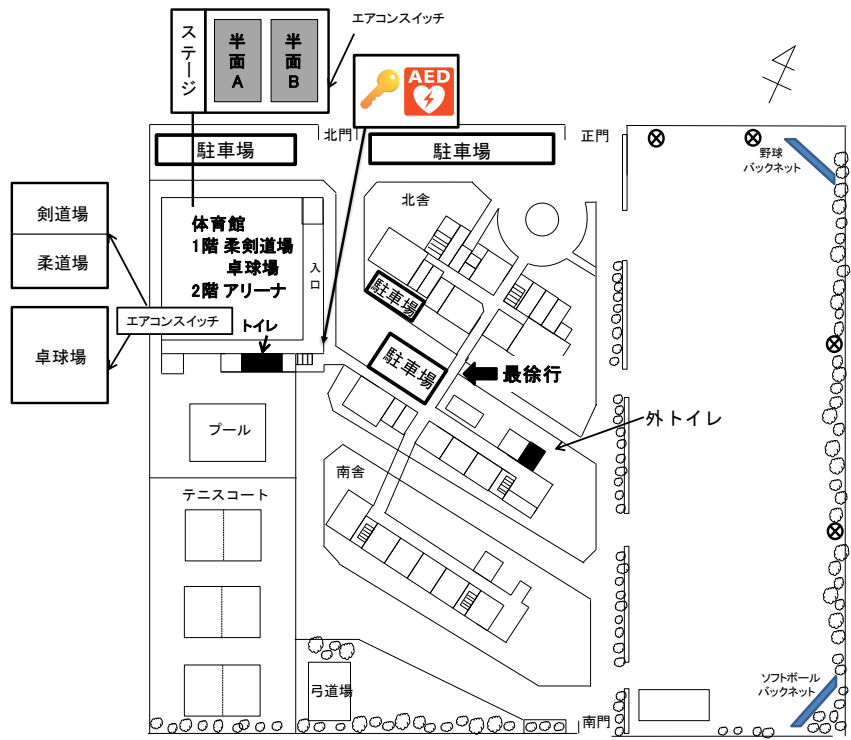 ステージ
半面A
半面B
エアコンスイッチ
AED
北門
正門
駐車場
駐車場
野球
バックネット
剣道場
柔道場
体育館
1階 柔剣道場
卓球場
2階 アリーナ
入口
北舎
駐車場
エアコンスイッチ
トイレ
卓球場
駐車場
最徐行
プール
外トイレ
南舎
テニスコート
弓道場
ソフトボール
バックネット
南門